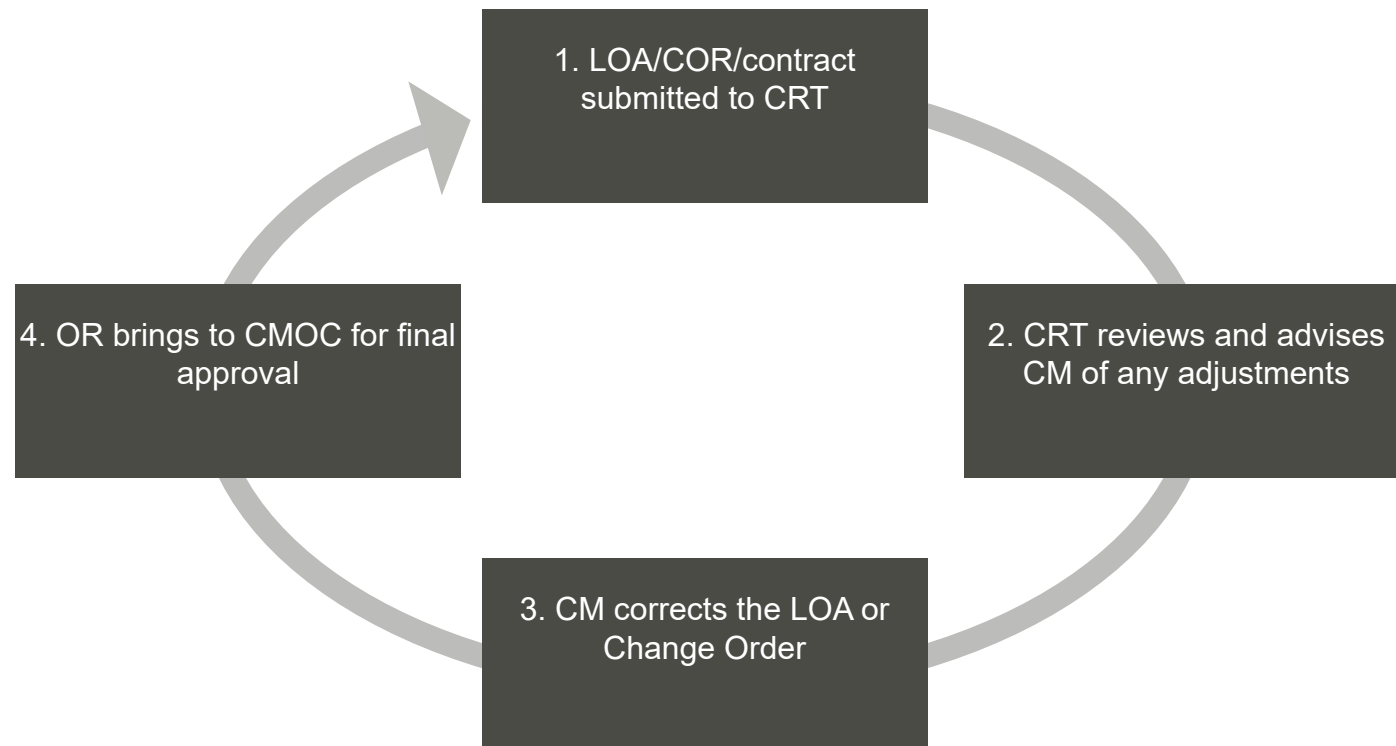 1. LOA/COR/contract
submitted to CRT
2. CRT reviews and advises
CM of any adjustments
3. CM corrects the LOA or
Change Order
4. OR brings to CMOC for final
approval